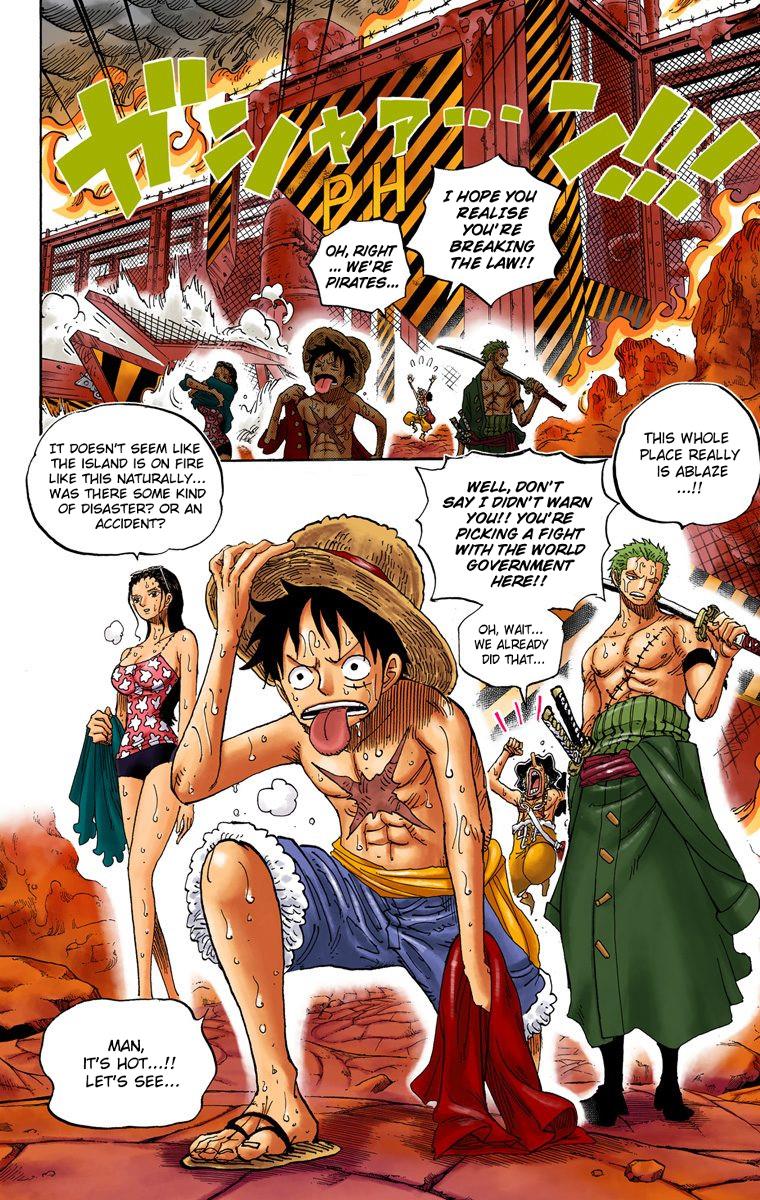 ガシャァ…ン!!!
PH
I HOPE YOU
REALISE
YOU'RE
BREAKING
THE LAW!!
OH, RIGHT
... WE'RE
PIRATES...
THIS WHOLE
PLACE REALLY
IS ABLAZE
...!!
WELL, DON'T
SAY I DIDN'T WARN
YOU!! YOU'RE
PICKING A FIGHT
WITH THE WORLD
GOVERNMENT
HERE!!
OH, WAIT...
WE ALREADY
DID THAT...
IT DOESN'T SEEM LIKE
THE ISLAND IS ON FIRE
LIKE THIS NATURALLY...
WAS THERE SOME KIND
OF DISASTER? OR AN
ACCIDENT?
MAN,
IT'S HOT...!!
LET'S SEE...